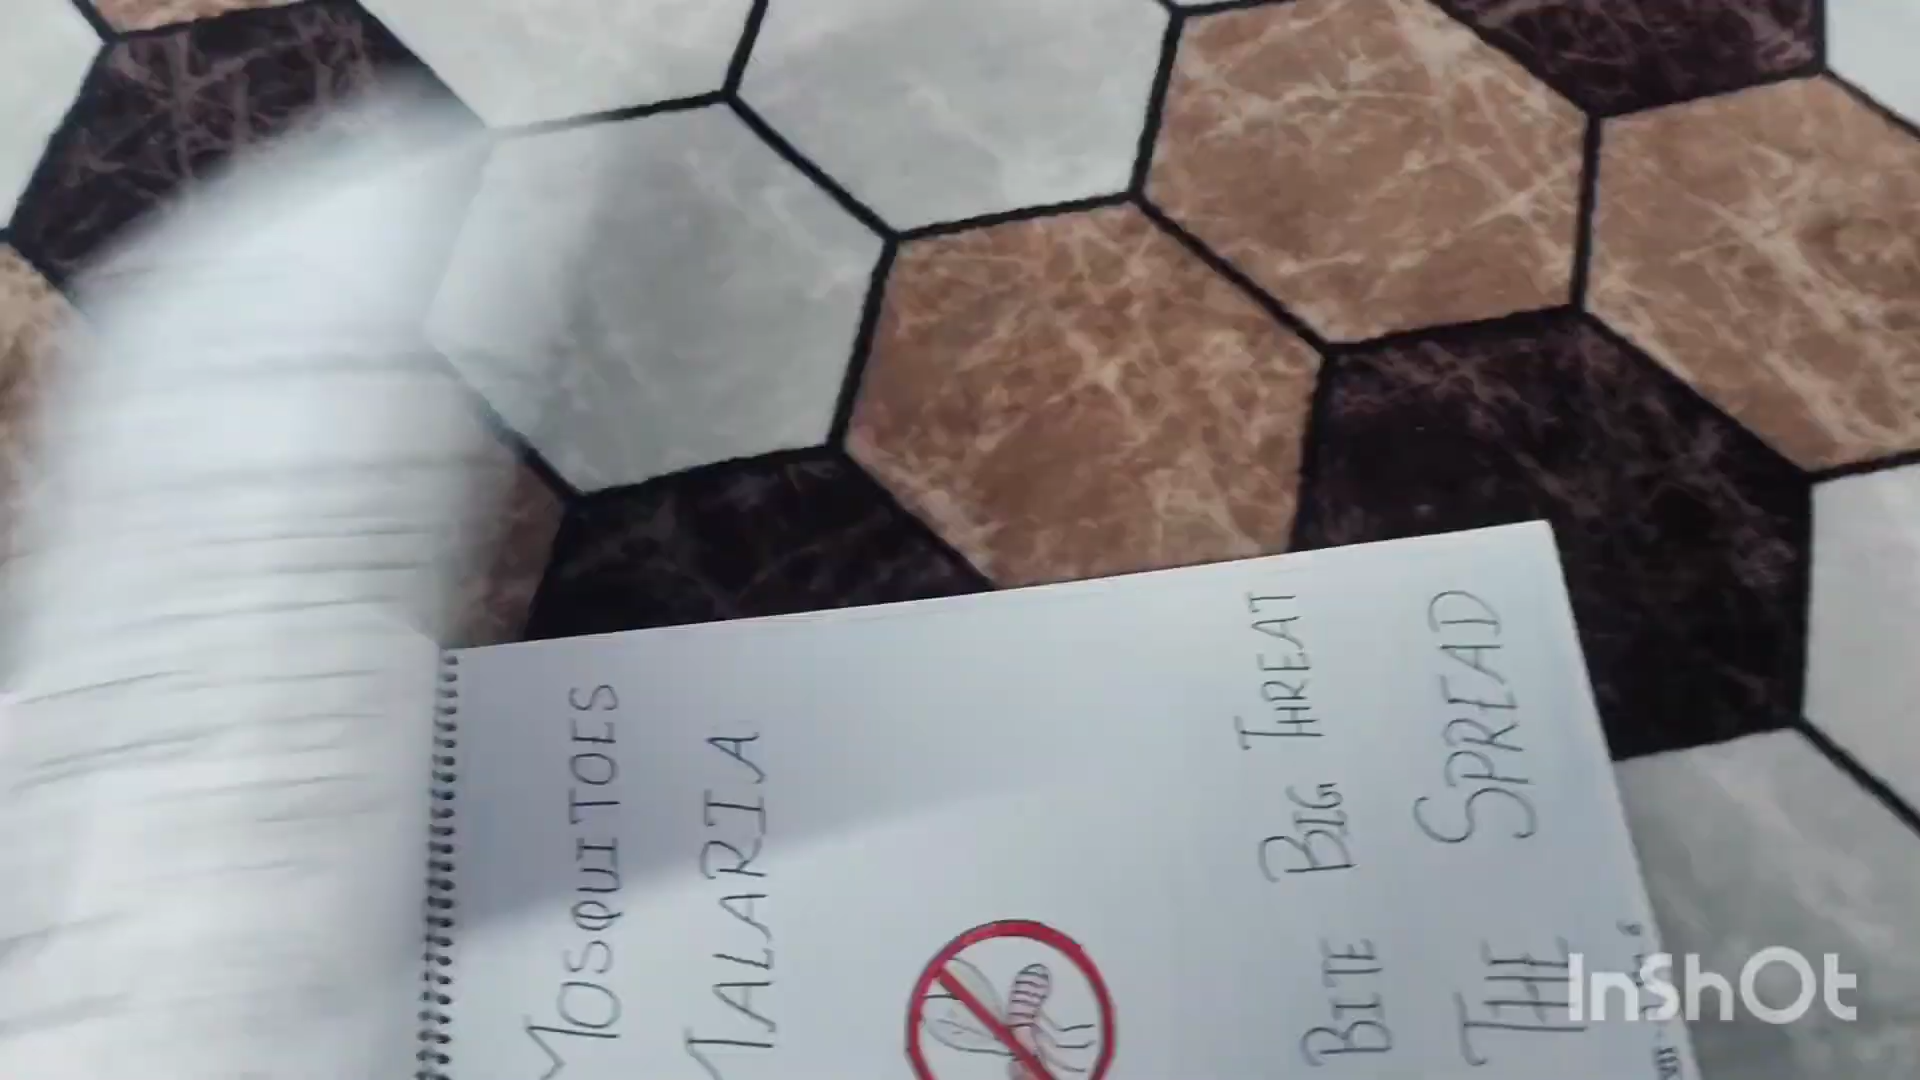 MOSQUITOES
MALARIA
BITE BIG THREAT
THE SPREAD
InShOt